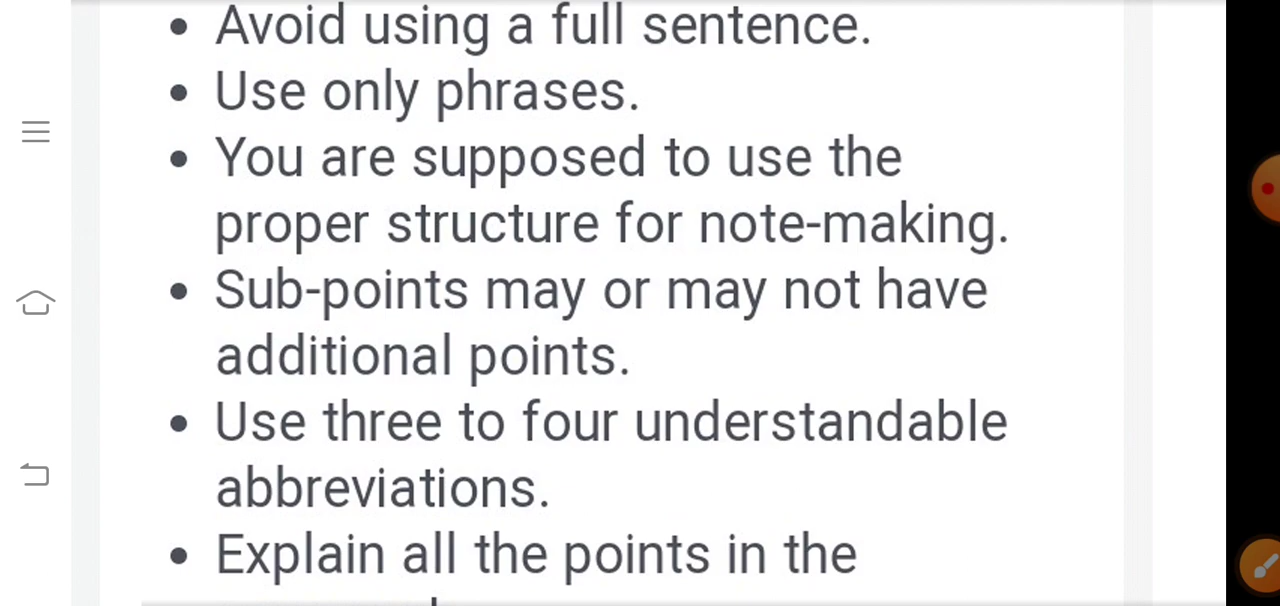 Avoid using a full sentence.
Use only phrases.
You are supposed to use the
proper structure for note-making.
Sub-points may or may not have
additional points.
Use three to four understandable
abbreviations.
Explain all the points in the